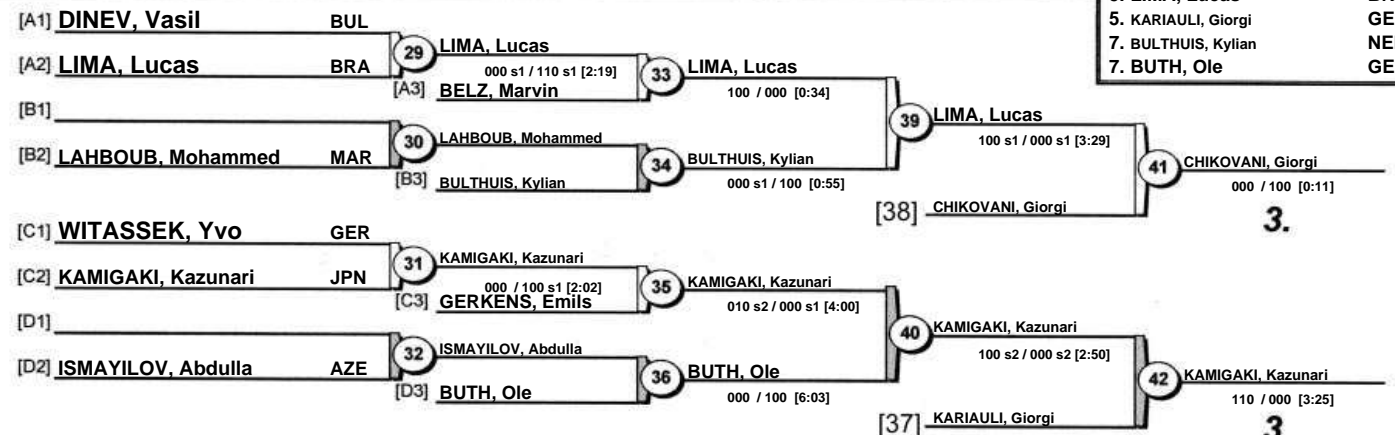 5. KARIAULI, Giorgi GE
7. BULTHUIS, Kylian NE
7. BUTH, Ole GE
[A1] DINEV, Vasil BUL
29 LIMA, Lucas
000 s1 / 110 s1 [2:19]
[A2] LIMA, Lucas BRA
[A3] BELZ, Marvin
33 LIMA, Lucas
100 / 000 [0:34]
[B1]
30 LAHBOUB, Mohammed
[B2] LAHBOUB, Mohammed MAR
[B3] BULTHUIS, Kylian
34 BULTHUIS, Kylian
000 s1 / 100 [0:55]
39 LIMA, Lucas
100 s1 / 000 s1 [3:29]
[38] CHIKOVANI, Giorgi
41 CHIKOVANI, Giorgi
000 / 100 [0:11]
3.
[C1] WITASSEK, Yvo GER
31 KAMIGAKI, Kazunari
000 / 100 s1 [2:02]
[C2] KAMIGAKI, Kazunari JPN
[C3] GERKENS, Emils
35 KAMIGAKI, Kazunari
010 s2 / 000 s1 [4:00]
[D1]
32 ISMAYILOV, Abdulla
[D2] ISMAYILOV, Abdulla AZE
[D3] BUTH, Ole
36 BUTH, Ole
000 / 100 [6:03]
40 KAMIGAKI, Kazunari
100 s2 / 000 s2 [2:50]
[37] KARIAULI, Giorgi
42 KAMIGAKI, Kazunari
110 / 000 [3:25]
3